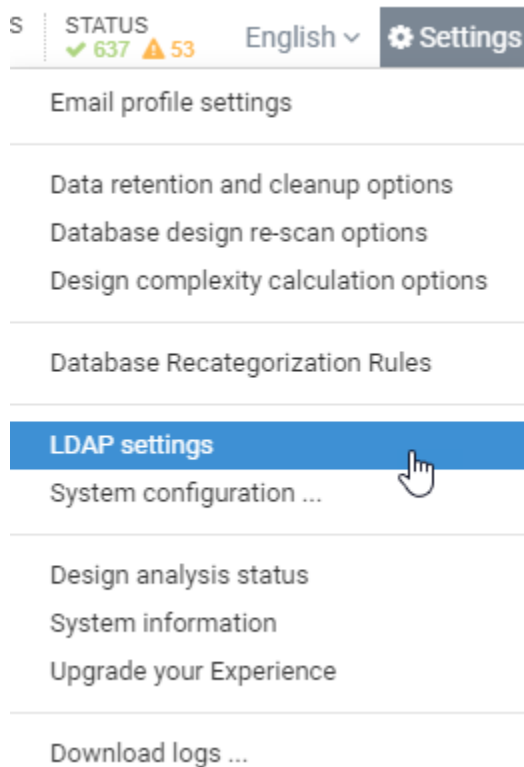 S
STATUS
637 53
English
Settings
Email profile settings
Data retention and cleanup options
Database design re-scan options
Design complexity calculation options
Database Recategorization Rules
LDAP settings
System configuration ...
Design analysis status
System information
Upgrade your Experience
Download logs ...